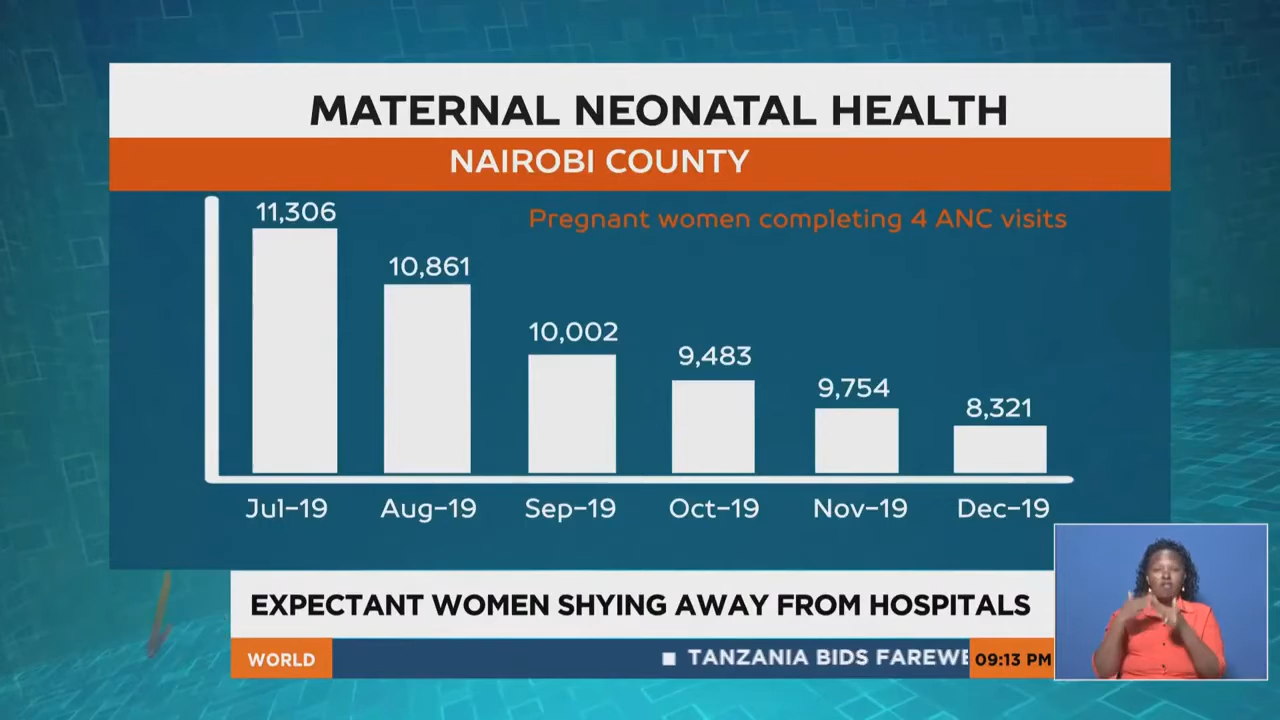 MATERNAL NEONATAL HEALTH
NAIROBI COUNTY
Pregnant women completing 4 ANC visits
11,306
10,861
10,002
9,483
9,754
8,321
Jul-19 Aug-19 Sep-19 Oct-19 Nov-19 Dec-19
EXPECTANT WOMEN SHYING AWAY FROM HOSPITALS
WORLD ■ TANZANIA BIDS FAREWE 09:13 PM